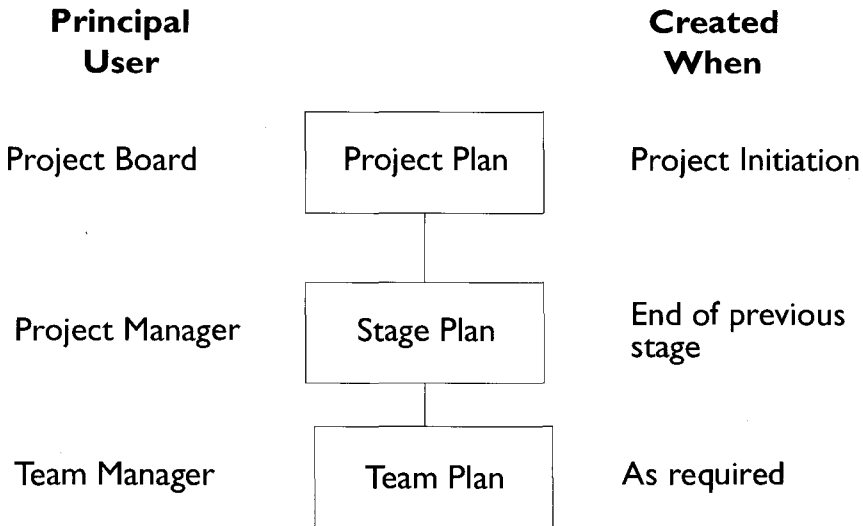 Principal
User
Created
When
Project Board
Project Plan
Project Initiation
Project Manager
Stage Plan
End of previous
stage
Team Manager
Team Plan
As required